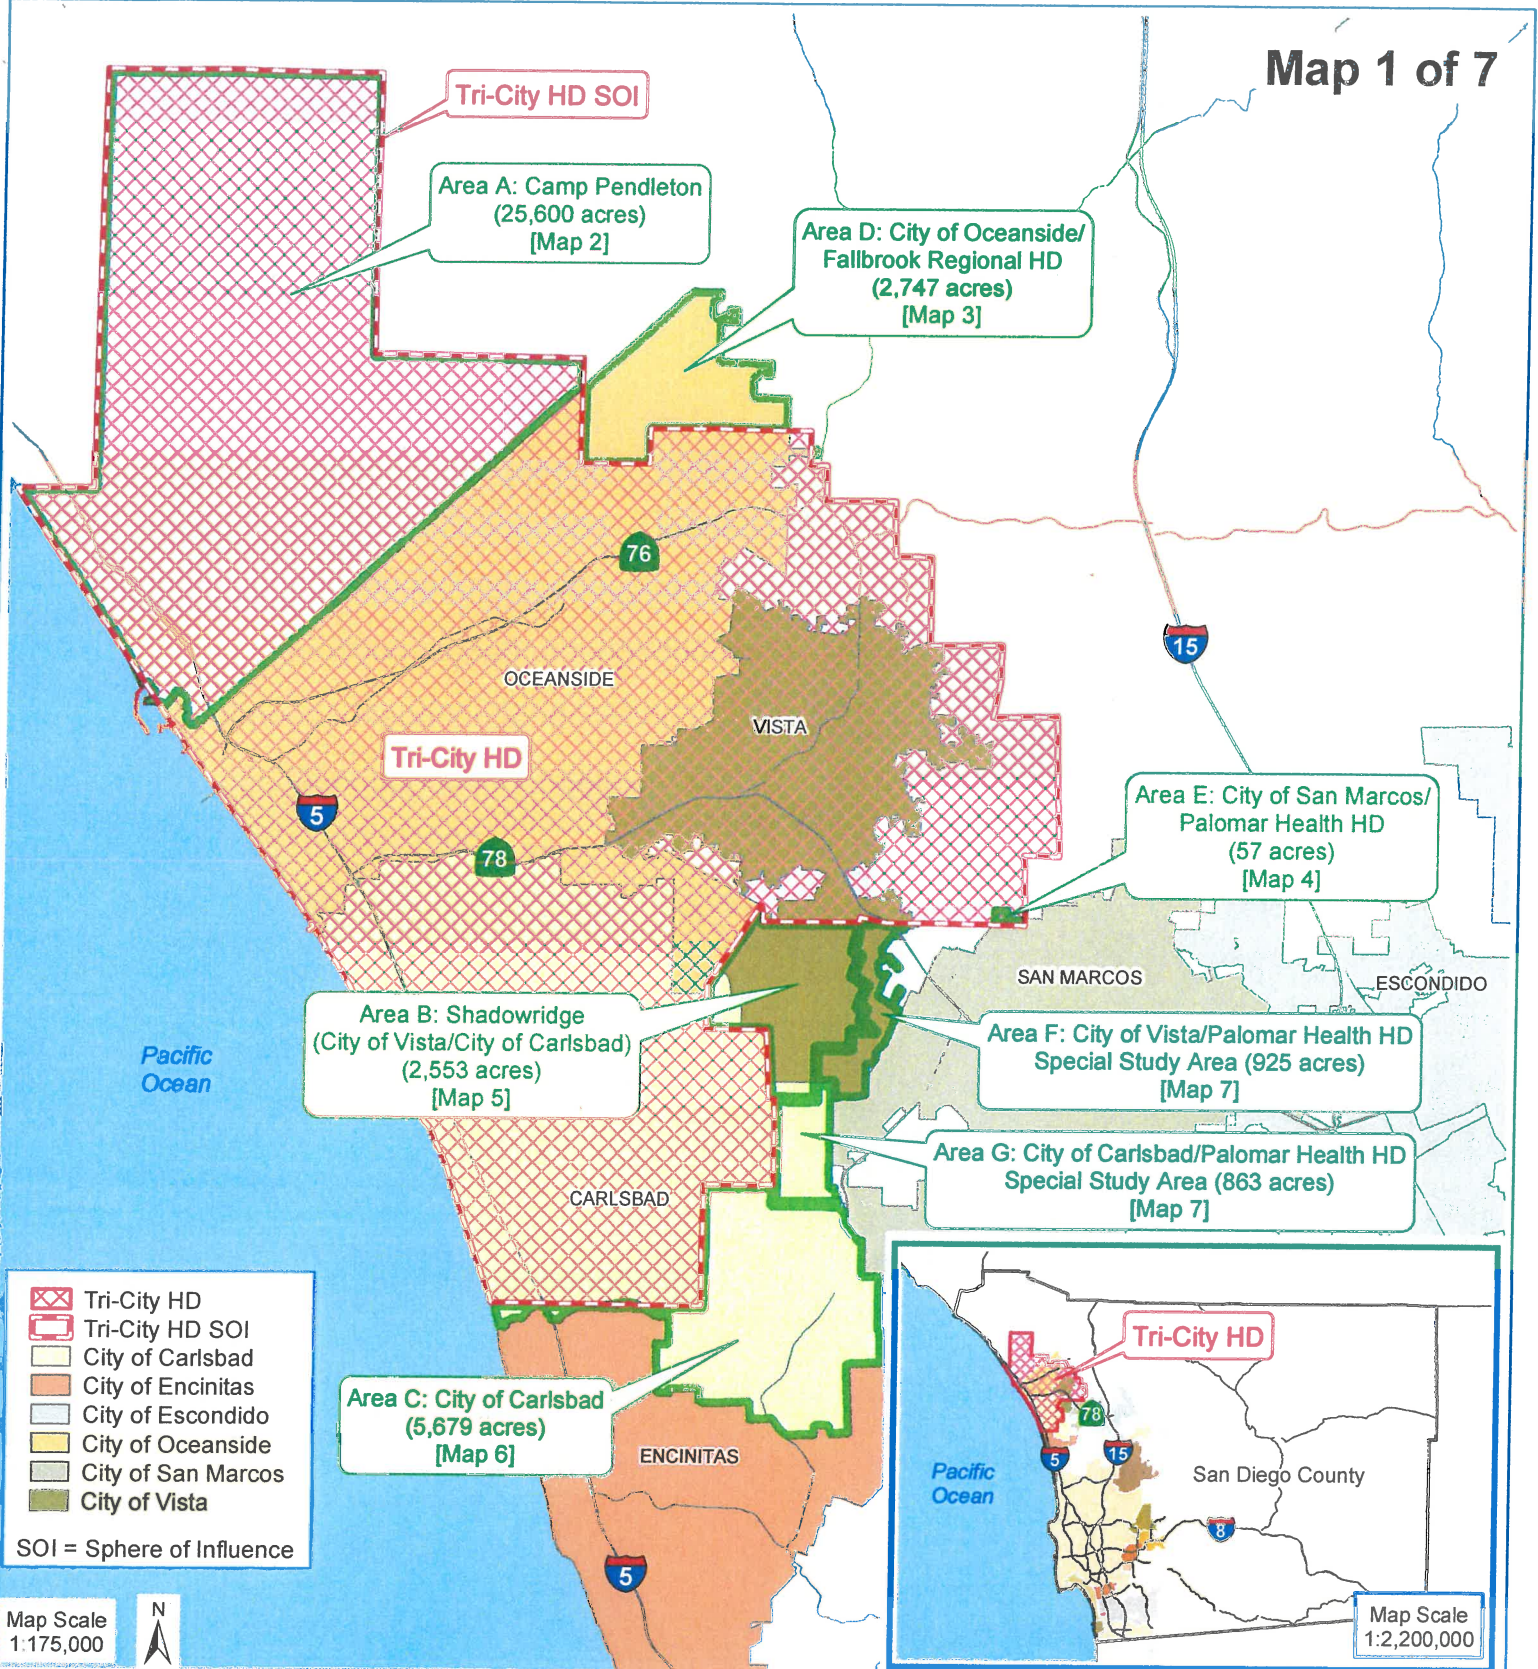 Map 1 of 7
Tri-City HD SOI
Area A: Camp Pendleton
(25,600 acres)
[Map 2]
Area D: City of Oceanside/
Fallbrook Regional HD
(2,747 acres)
[Map 3]
76
15
OCEANSIDE
VISTA
Tri-City HD
5
78
Area E: City of San Marcos/
Palomar Health HD
(57 acres)
[Map 4]
SAN MARCOS
ESCONDIDO
Area B: Shadowridge
(City of Vista/City of Carlsbad)
(2,553 acres)
[Map 5]
Area F: City of Vista/Palomar Health HD
Special Study Area (925 acres)
[Map 7]
Pacific
Ocean
Area G: City of Carlsbad/Palomar Health HD
Special Study Area (863 acres)
[Map 7]
CARLSBAD
Tri-City HD
Tri-City HD SOI
City of Carlsbad
City of Encinitas
City of Escondido
City of Oceanside
City of San Marcos
City of Vista
SOI = Sphere of Influence
Area C: City of Carlsbad
(5,679 acres)
[Map 6]
ENCINITAS
5
Map Scale
1:175,000
N
Tri-City HD
78
5
15
San Diego County
Pacific
Ocean
8
Map Scale
1:2,200,000